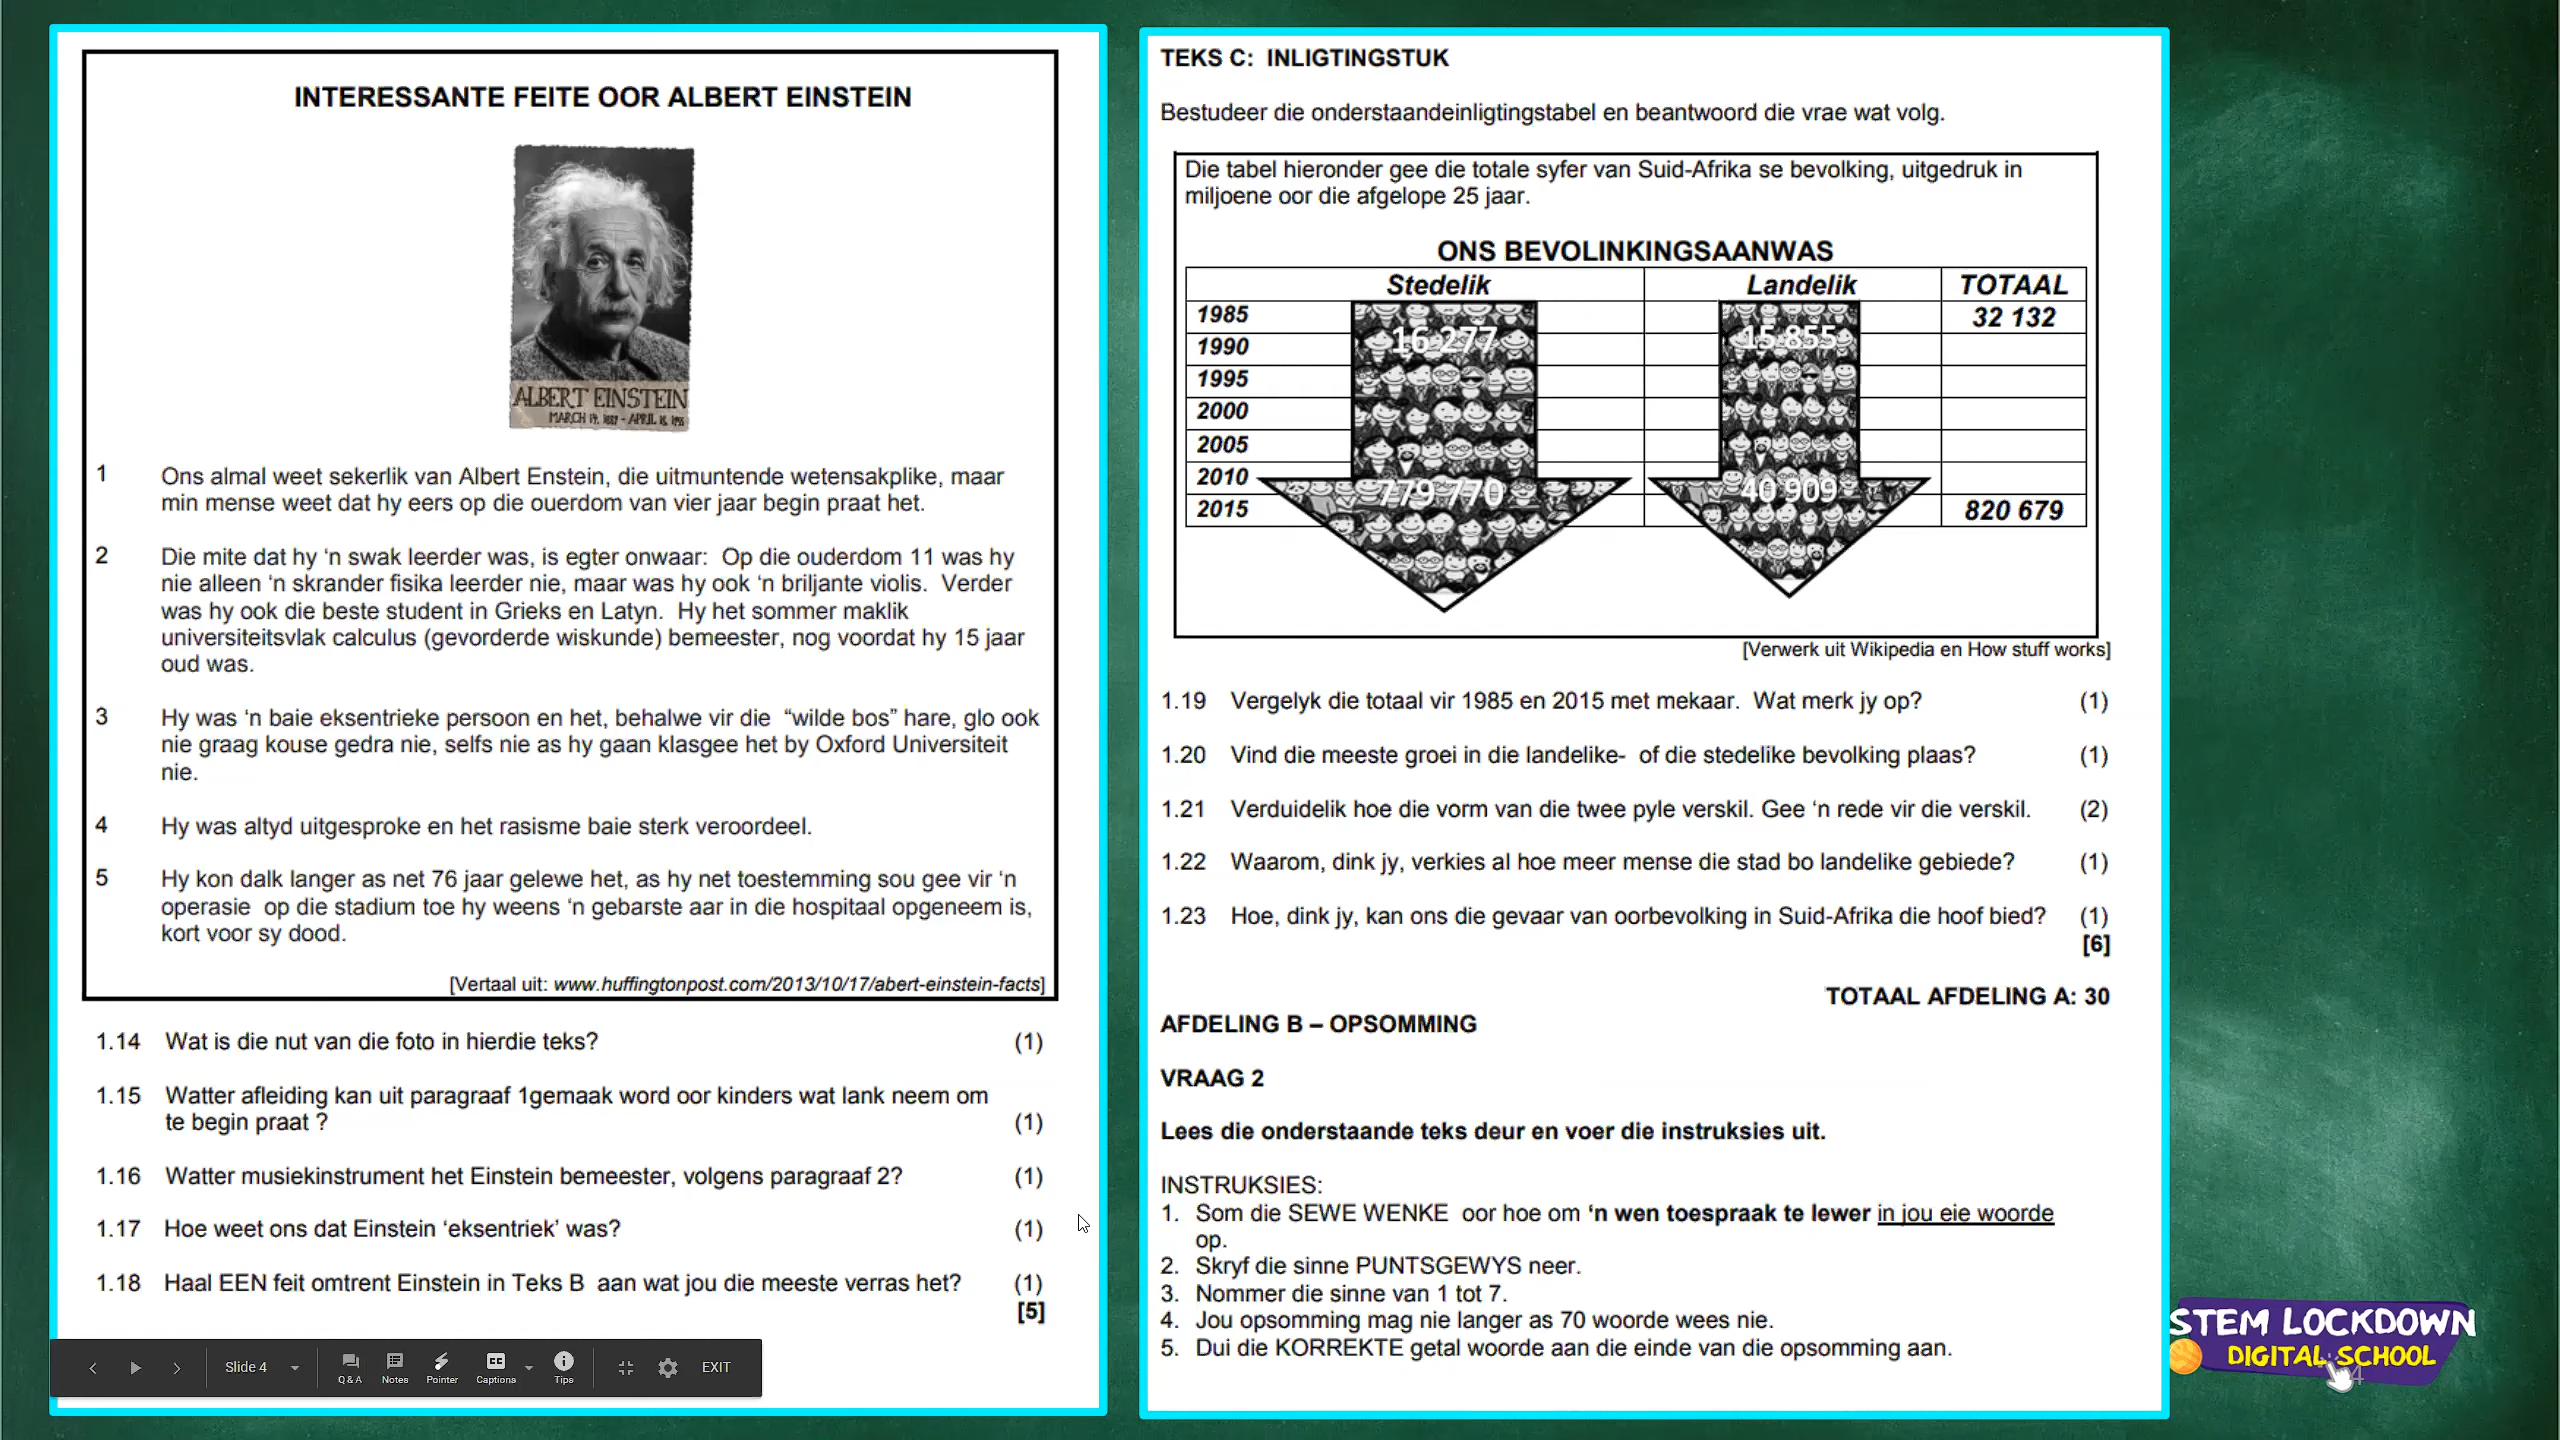 INTERESSANTE FEITE OOR ALBERT EINSTEIN
ALBERT EINSTEIN
1 Ons almal weet sekerlik van Albert Enstein, die uitmuntende wetensakplike, maar
min mense weet dat hy eers op die ouerdom van vier jaar begin praat het.
2 Die mite dat hy ‘n swak leerder was, is egter onwaar: Op die ouderdom 11 was hy
nie alleen ‘n skrander fisika leerder nie, maar was hy ook ‘n briljante violis. Verder
was hy ook die beste student in Grieks en Latyn. Hy het sommer maklik
universiteitsvlak calculus (gevorderde wiskunde) bemeester, nog voordat hy 15 jaar
oud was.
3 Hy was ‘n baie eksentrieke persoon en het, behalwe vir die “wilde bos” hare, glo ook
nie graag kouse gedra nie, selfs nie as hy gaan klasgee het by Oxford Universiteit
nie.
4 Hy was altyd uitgesproke en het rasisme baie sterk veroordeel.
5 Hy kon dalk langer as net 76 jaar gelewe het, as hy net toestemming sou gee vir ‘n
operasie op die stadium toe hy weens ‘n gebarste aar in die hospitaal opgeneem is,
kort voor sy dood.
[Vertaal uit: www.huffingtonpost.com/2013/10/17/abert-einstein-facts]
1.14 Wat is die nut van die foto in hierdie teks? (1)
1.15 Watter afleiding kan uit paragraaf 1gemaak word oor kinders wat lank neem om
te begin praat ? (1)
1.16 Watter musiekinstrument het Einstein bemeester, volgens paragraaf 2? (1)
1.17 Hoe weet ons dat Einstein ‘eksentriek’ was? (1)
1.18 Haal EEN feit omtrent Einstein in Teks B aan wat jou die meeste verras het? (1)
[5]
Slide 4
Q & A Notes Pointer Captions Tips EXIT
TEKS C: INLIGTINGSTUK
Bestudeer die onderstaandeinligtingstabel en beantwoord die vrae wat volg.
Die tabel hieronder gee die totale syfer van Suid-Afrika se bevolking, uitgedruk in
miljoene oor die afgelope 25 jaar.
ONS BEVOLINKINGSAANWAS
Stedelik Landelik TOTAAL
1985 32 132
16 277 15 855
1990
1995
2000
2005
2010
779 770 40 909
2015 820 679
[Verwerk uit Wikipedia en How stuff works]
1.19 Vergelyk die totaal vir 1985 en 2015 met mekaar. Wat merk jy op? (1)
1.20 Vind die meeste groei in die landelike- of die stedelike bevolking plaas? (1)
1.21 Verduidelik hoe die vorm van die twee pyle verskil. Gee ‘n rede vir die verskil. (2)
1.22 Waarom, dink jy, verkies al hoe meer mense die stad bo landelike gebiede? (1)
1.23 Hoe, dink jy, kan ons die gevaar van oorbevolking in Suid-Afrika die hoof bied? (1)
[6]
TOTAAL AFDELING A: 30
AFDELING B – OPSOMMING
VRAAG 2
Lees die onderstaande teks deur en voer die instruksies uit.
INSTRUKSIES:
1. Som die SEWE WENKE oor hoe om ‘n wen toespraak te lewer in jou eie woorde
op.
2. Skryf die sinne PUNTSGEWYS neer.
3. Nommer die sinne van 1 tot 7.
4. Jou opsomming mag nie langer as 70 woorde wees nie.
5. Dui die KORREKTE getal woorde aan die einde van die opsomming aan.
STEM LOCKDOWN
DIGITAL SCHOOL
4